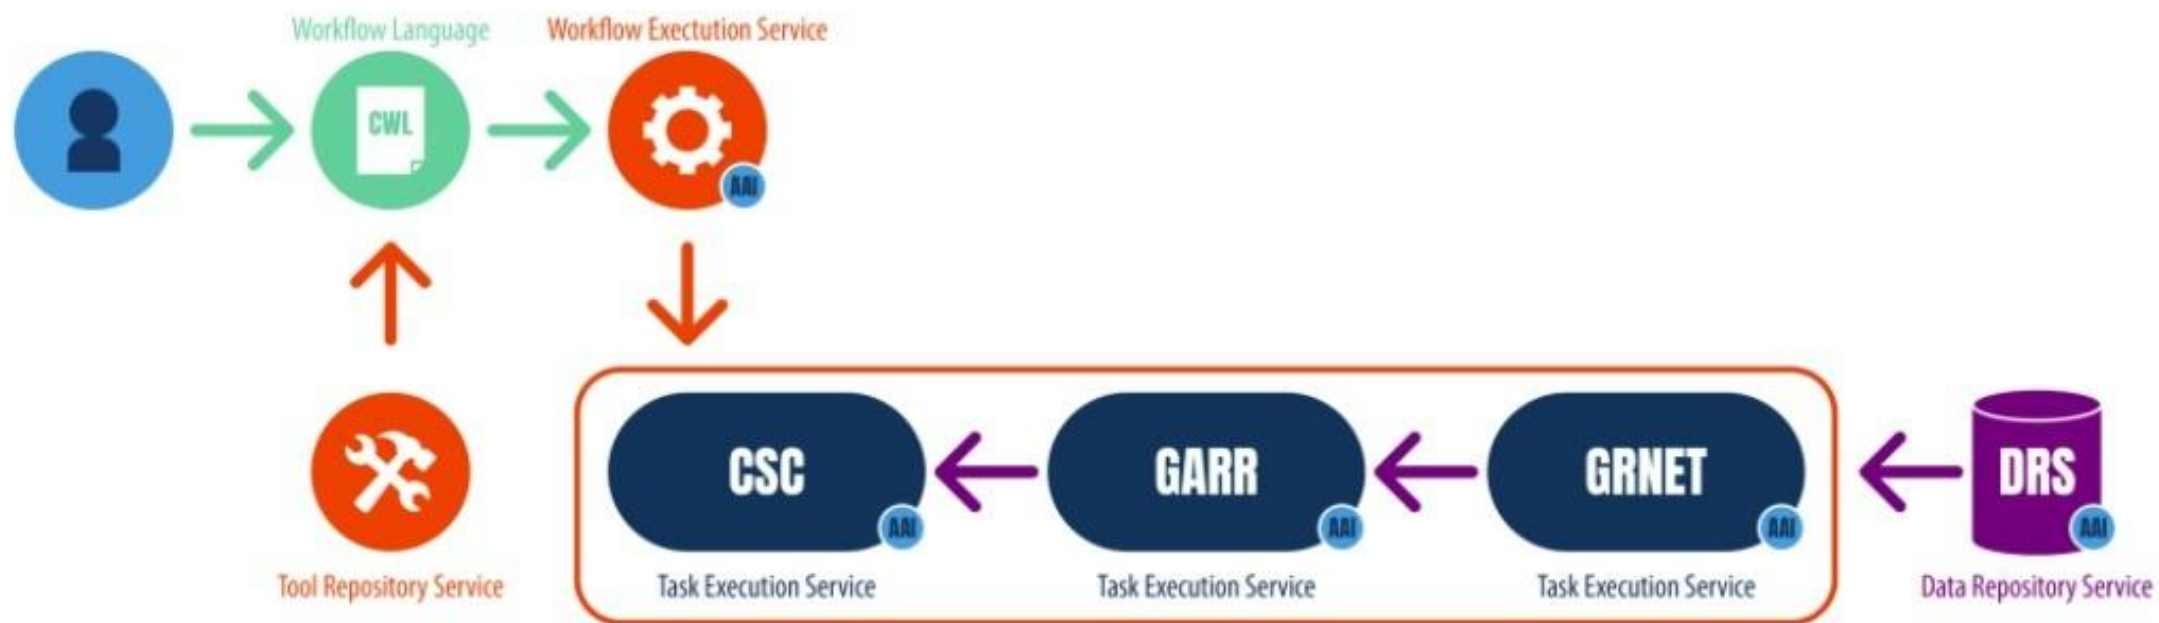 Workflow Language
Workflow Exectution Service
CWL
AAI
CSC
GARR
GRNET
DRS
AAI
AAI
AAI
AAI
Tool Repository Service
Task Execution Service
Task Execution Service
Task Execution Service
Data Repository Service